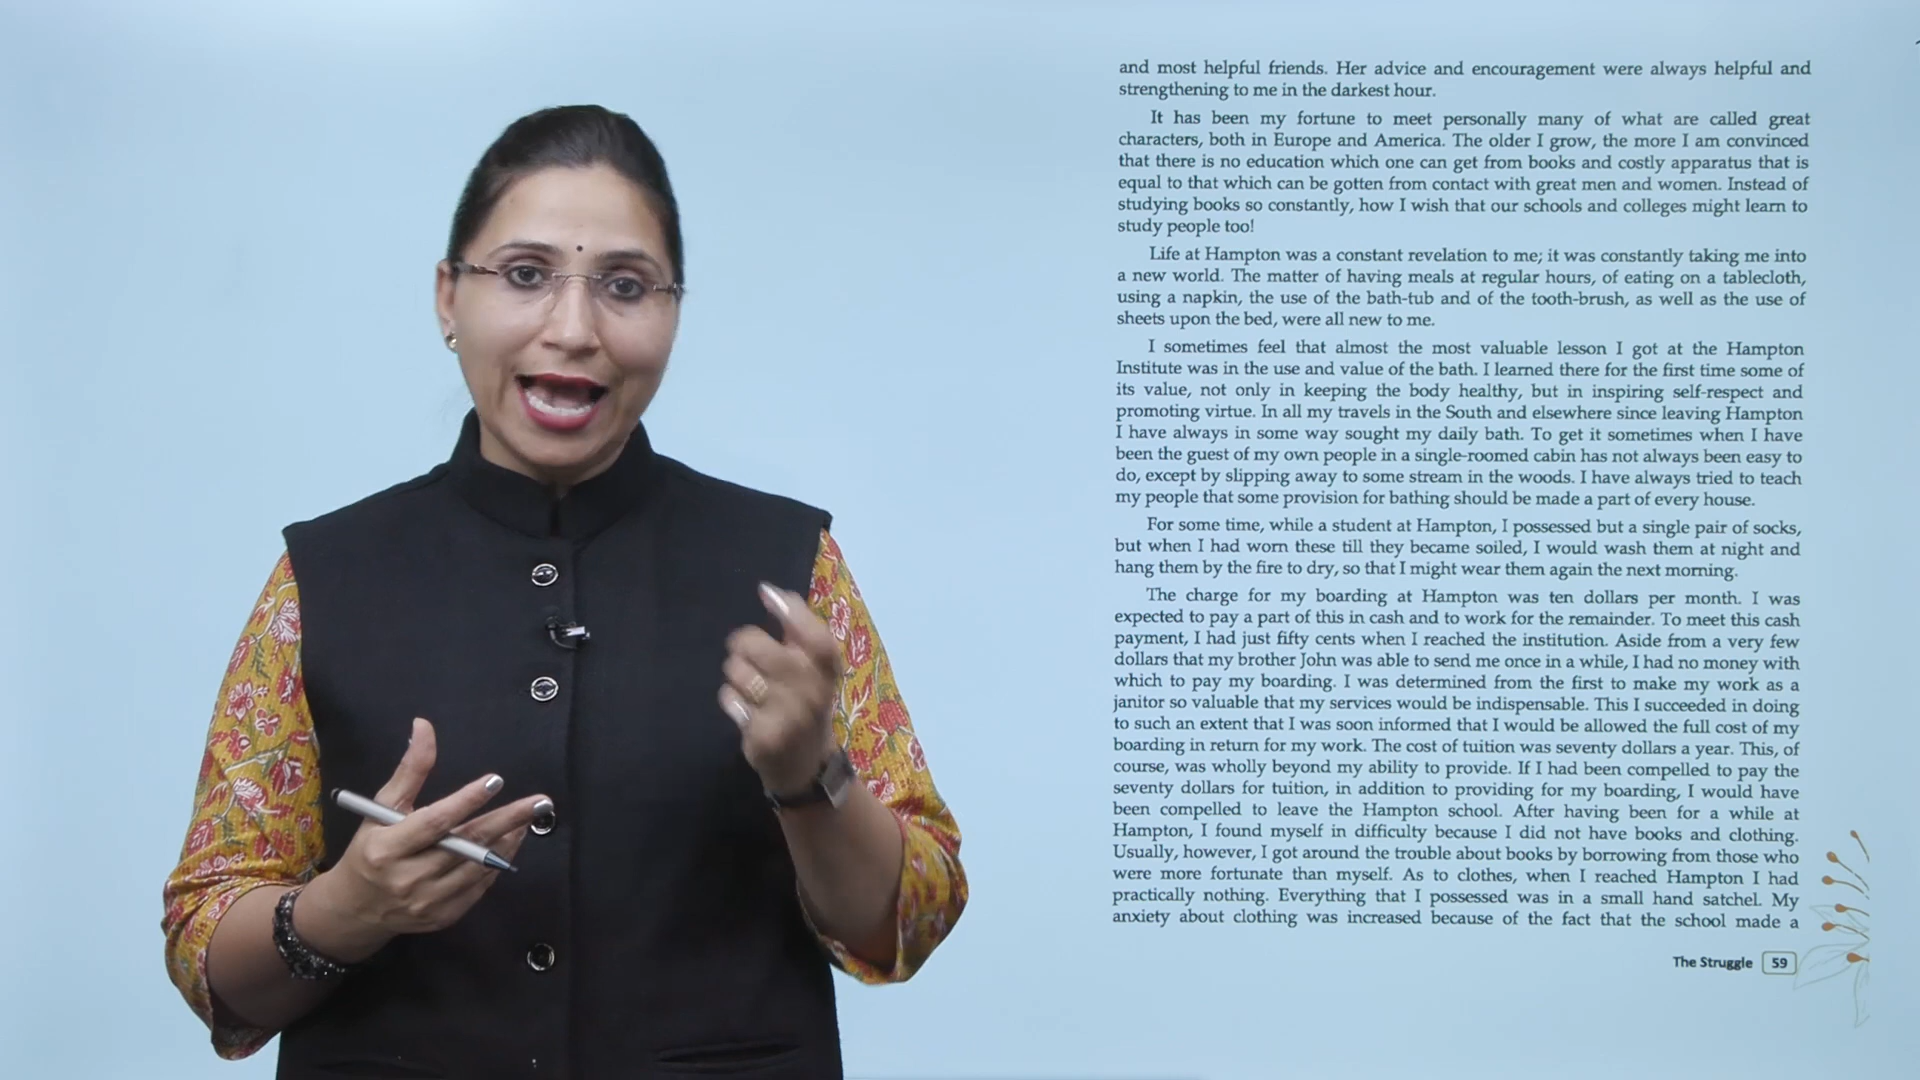 and most helpful friends. Her advice and encouragement were always helpful and
strengthening to me in the darkest hour.
It has been my fortune to meet personally many of what are called great
characters, both in Europe and America. The older I grow, the more I am convinced
that there is no education which one can get from books and costly apparatus that is
equal to that which can be gotten from contact with great men and women. Instead of
studying books so constantly, how I wish that our schools and colleges might learn to
study people too!
Life at Hampton was a constant revelation to me; it was constantly taking me into
a new world. The matter of having meals at regular hours, of eating on a tablecloth,
using a napkin, the use of the bath-tub and of the tooth-brush, as well as the use of
sheets upon the bed, were all new to me.
I sometimes feel that almost the most valuable lesson I got at the Hampton
Institute was in the use and value of the bath. I learned there for the first time some of
its value, not only in keeping the body healthy, but in inspiring self-respect and
promoting virtue. In all my travels in the South and elsewhere since leaving Hampton
I have always in some way sought my daily bath. To get it sometimes when I have
been the guest of my own people in a single-roomed cabin has not always been easy to
do, except by slipping away to some stream in the woods. I have always tried to teach
my people that some provision for bathing should be made a part of every house.
For some time, while a student at Hampton, I possessed but a single pair of socks,
but when I had worn these till they became soiled, I would wash them at night and
hang them by the fire to dry, so that I might wear them again the next morning.
The charge for my boarding at Hampton was ten dollars per month. I was
expected to pay a part of this in cash and to work for the remainder. To meet this cash
payment, I had just fifty cents when I reached the institution. Aside from a very few
dollars that my brother John was able to send me once in a while, I had no money with
which to pay my boarding. I was determined from the first to make my work as a
janitor so valuable that my services would be indispensable. This I succeeded in doing
to such an extent that I was soon informed that I would be allowed the full cost of my
boarding in return for my work. The cost of tuition was seventy dollars a year. This, of
course, was wholly beyond my ability to provide. If I had been compelled to pay the
seventy dollars for tuition, in addition to providing for my boarding, I would have
been compelled to leave the Hampton school. After having been for a while at
Hampton, I found myself in difficulty because I did not have books and clothing.
Usually, however, I got around the trouble about books by borrowing from those who
were more fortunate than myself. As to clothes, when I reached Hampton I had
practically nothing. Everything that I possessed was in a small hand satchel. My
anxiety about clothing was increased because of the fact that the school made a
The Struggle 59